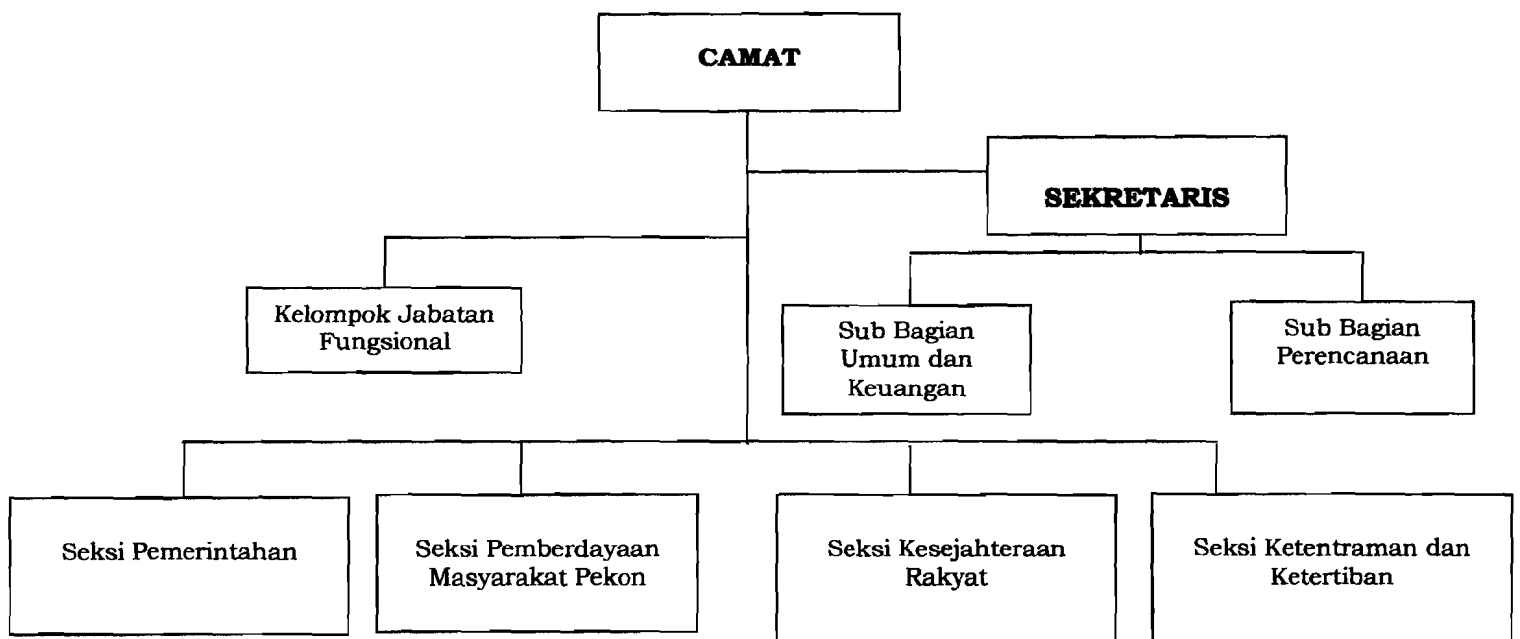 CAMAT
SEKRETARIS
Kelompok Jabatan
Fungsional
Sub Bagian
Umum dan
Keuangan
Sub Bagian
Perencanaan
Seksi Pemerintahan
Seksi Pemberdayaan
Masyarakat Pekon
Seksi Kesejahteraan
Rakyat
Seksi Ketentraman dan
Ketertiban